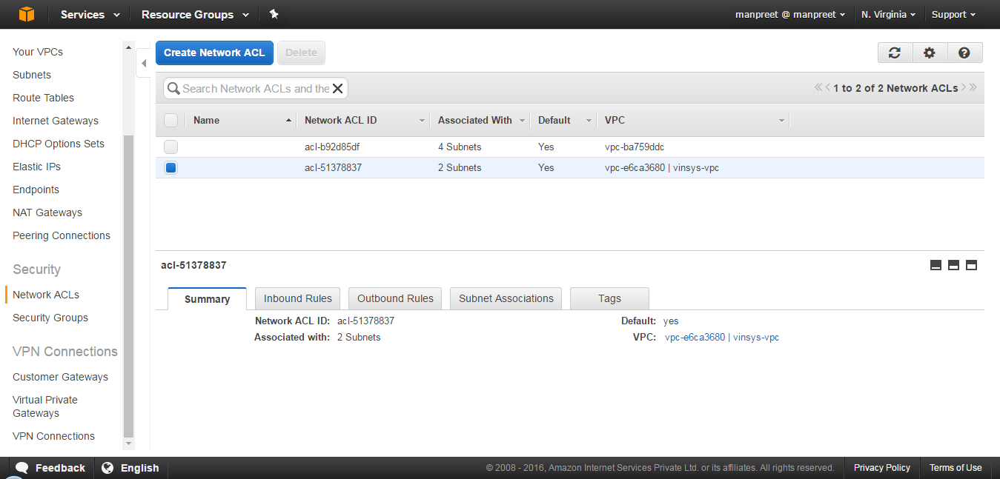 Services Resource Groups manpreet @ manpreet N. Virginia Support
Your VPCs
Subnets
Route Tables
Internet Gateways
DHCP Options Sets
Elastic IPs
Endpoints
NAT Gateways
Peering Connections
Security
Network ACLs
Security Groups
VPN Connections
Customer Gateways
Virtual Private
Gateways
VPN Connections
Create Network ACL Delete
Search Network ACLs and the 1 to 2 of 2 Network ACLs
Name Network ACL ID Associated With Default VPC
acl-b92d85df 4 Subnets Yes vpc-ba759ddc
acl-51378837 2 Subnets Yes vpc-e6ca3680 | vinsys-vpc
acl-51378837
Summary Inbound Rules Outbound Rules Subnet Associations Tags
Network ACL ID: acl-51378837 Default: yes
Associated with: 2 Subnets VPC: vpc-e6ca3680 | vinsys-vpc
Feedback English © 2008 - 2016, Amazon Internet Services Private Ltd. or its affiliates. All rights reserved. Privacy Policy Terms of Use